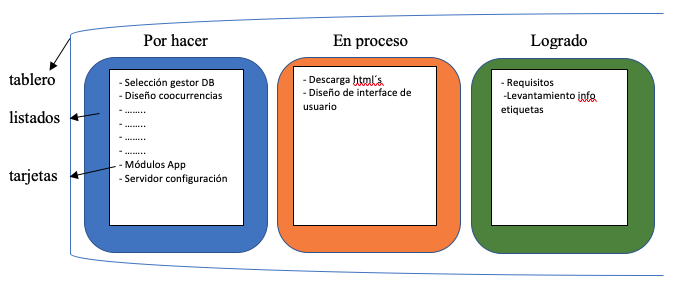 Por hacer
En proceso
Logrado
tablero
listados
tarjetas
- Selección gestor DB
- Diseño coocurrencias
- ........
- ........
- ........
- ........
- Módulos App
- Servidor configuración
- Descarga html´s
- Diseño de interface de
usuario
- Requisitos
-Levantamiento info
etiquetas